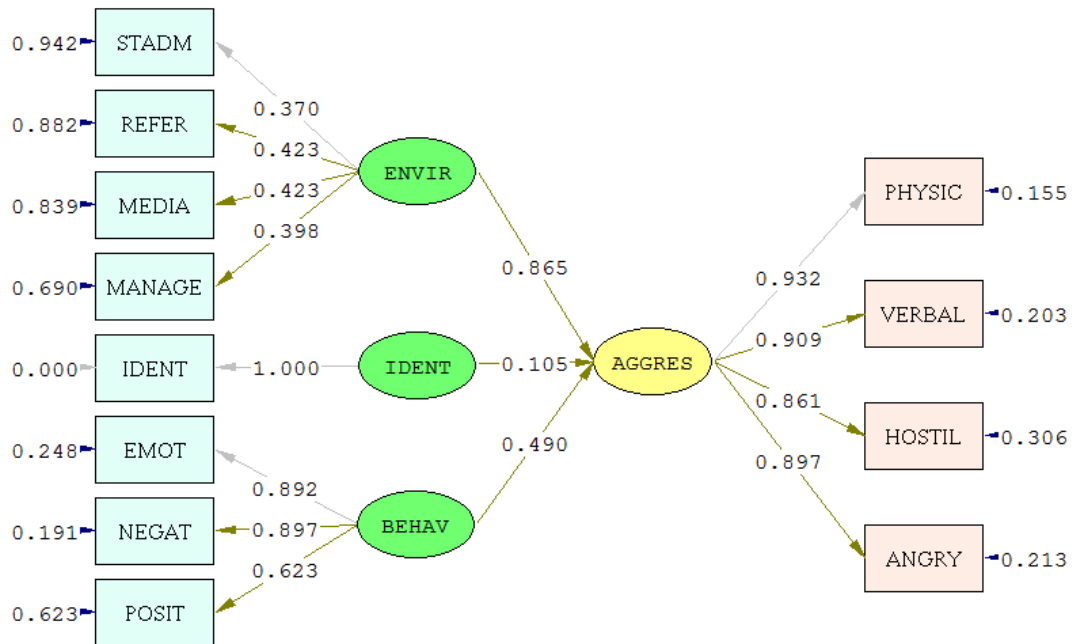 0.942 STADM
0.370
0.882 REFER
0.423
ENVIR
0.423
0.839 MEDIA
0.398
0.690 MANAGE
0.865
0.000 IDENT
1.000
IDENT
0.105
AGGRES
0.248 EMOT
0.892
0.490
0.191 NEGAT
0.897
BEHAV
0.623
0.623 POSIT
0.932
PHYSIC 0.155
0.909
VERBAL 0.203
0.861
HOSTIL 0.306
0.897
ANGRY 0.213